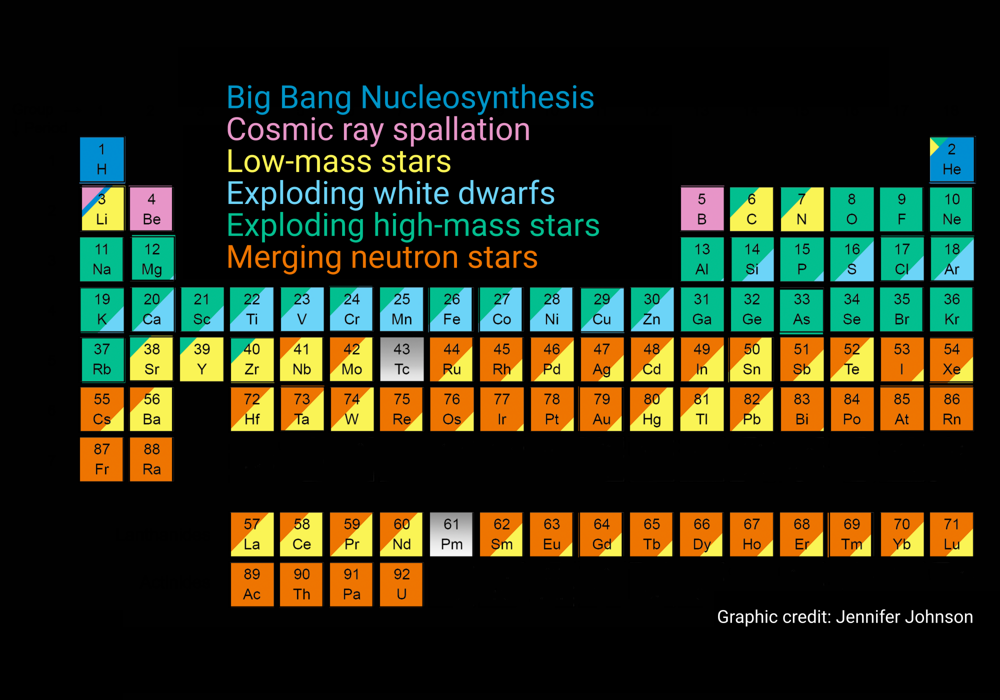 Big Bang Nucleosynthesis
Cosmic ray spallation
Low-mass stars
Exploding white dwarfs
Exploding high-mass stars
Merging neutron stars
1 2
H He
3 4 5 6 7 8 9 10
Li Be B C N O F Ne
11 12 13 14 15 16 17 18
Na Mg Al Si P S Cl Ar
19 20 21 22 23 24 25 26 27 28 29 30 31 32 33 34 35 36
K Ca Sc Ti V Cr Mn Fe Co Ni Cu Zn Ga Ge As Se Br Kr
37 38 39 40 41 42 43 44 45 46 47 48 49 50 51 52 53 54
Rb Sr Y Zr Nb Mo Tc Ru Rh Pd Ag Cd In Sn Sb Te I Xe
55 56 72 73 74 75 76 77 78 79 80 81 82 83 84 85 86
Cs Ba Hf Ta W Re Os Ir Pt Au Hg Tl Pb Bi Po At Rn
87 88
Fr Ra
57 58 59 60 61 62 63 64 65 66 67 68 69 70 71
La Ce Pr Nd Pm Sm Eu Gd Tb Dy Ho Er Tm Yb Lu
89 90 91 92
Ac Th Pa U
Graphic credit: Jennifer Johnson